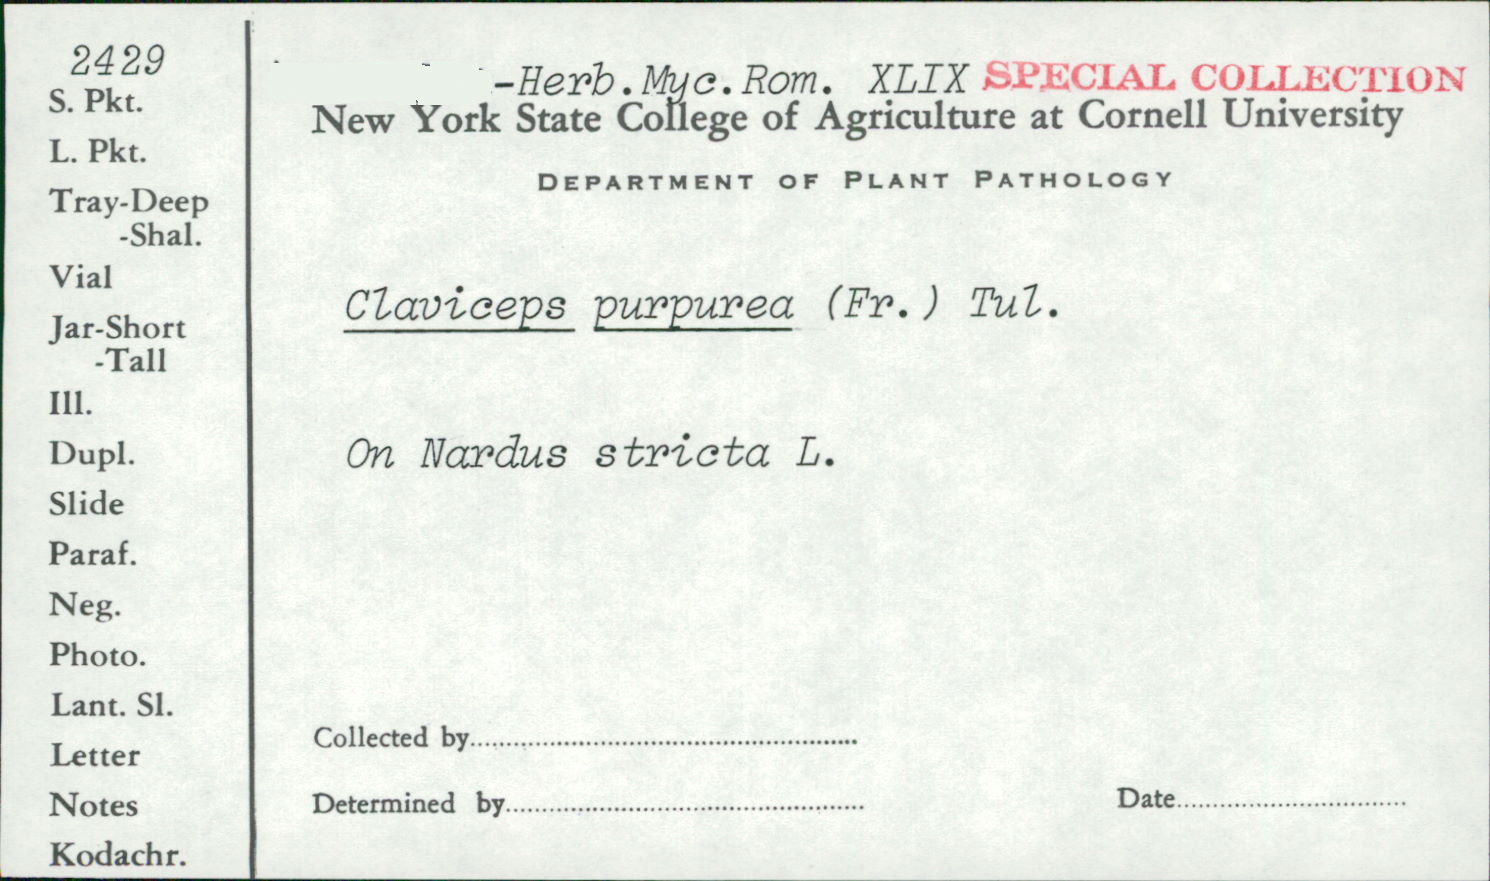 2429
S. Pkt.
L. Pkt.
Tray-Deep
-Shal.
Vial
Jar-Short
-Tall
Ill.
Dupl.
Slide
Paraf.
Neg.
Photo.
Lant. Sl.
Letter
Notes
Kodachr.
-Herb.Myc.Rom. XLIX SPECIAL COLLECTION
New York State College of Agriculture at Cornell University
DEPARTMENT OF PLANT PATHOLOGY
Claviceps purpurea (Fr.) Tul.
On Nardus stricta L.
Collected by
Determined by
Date